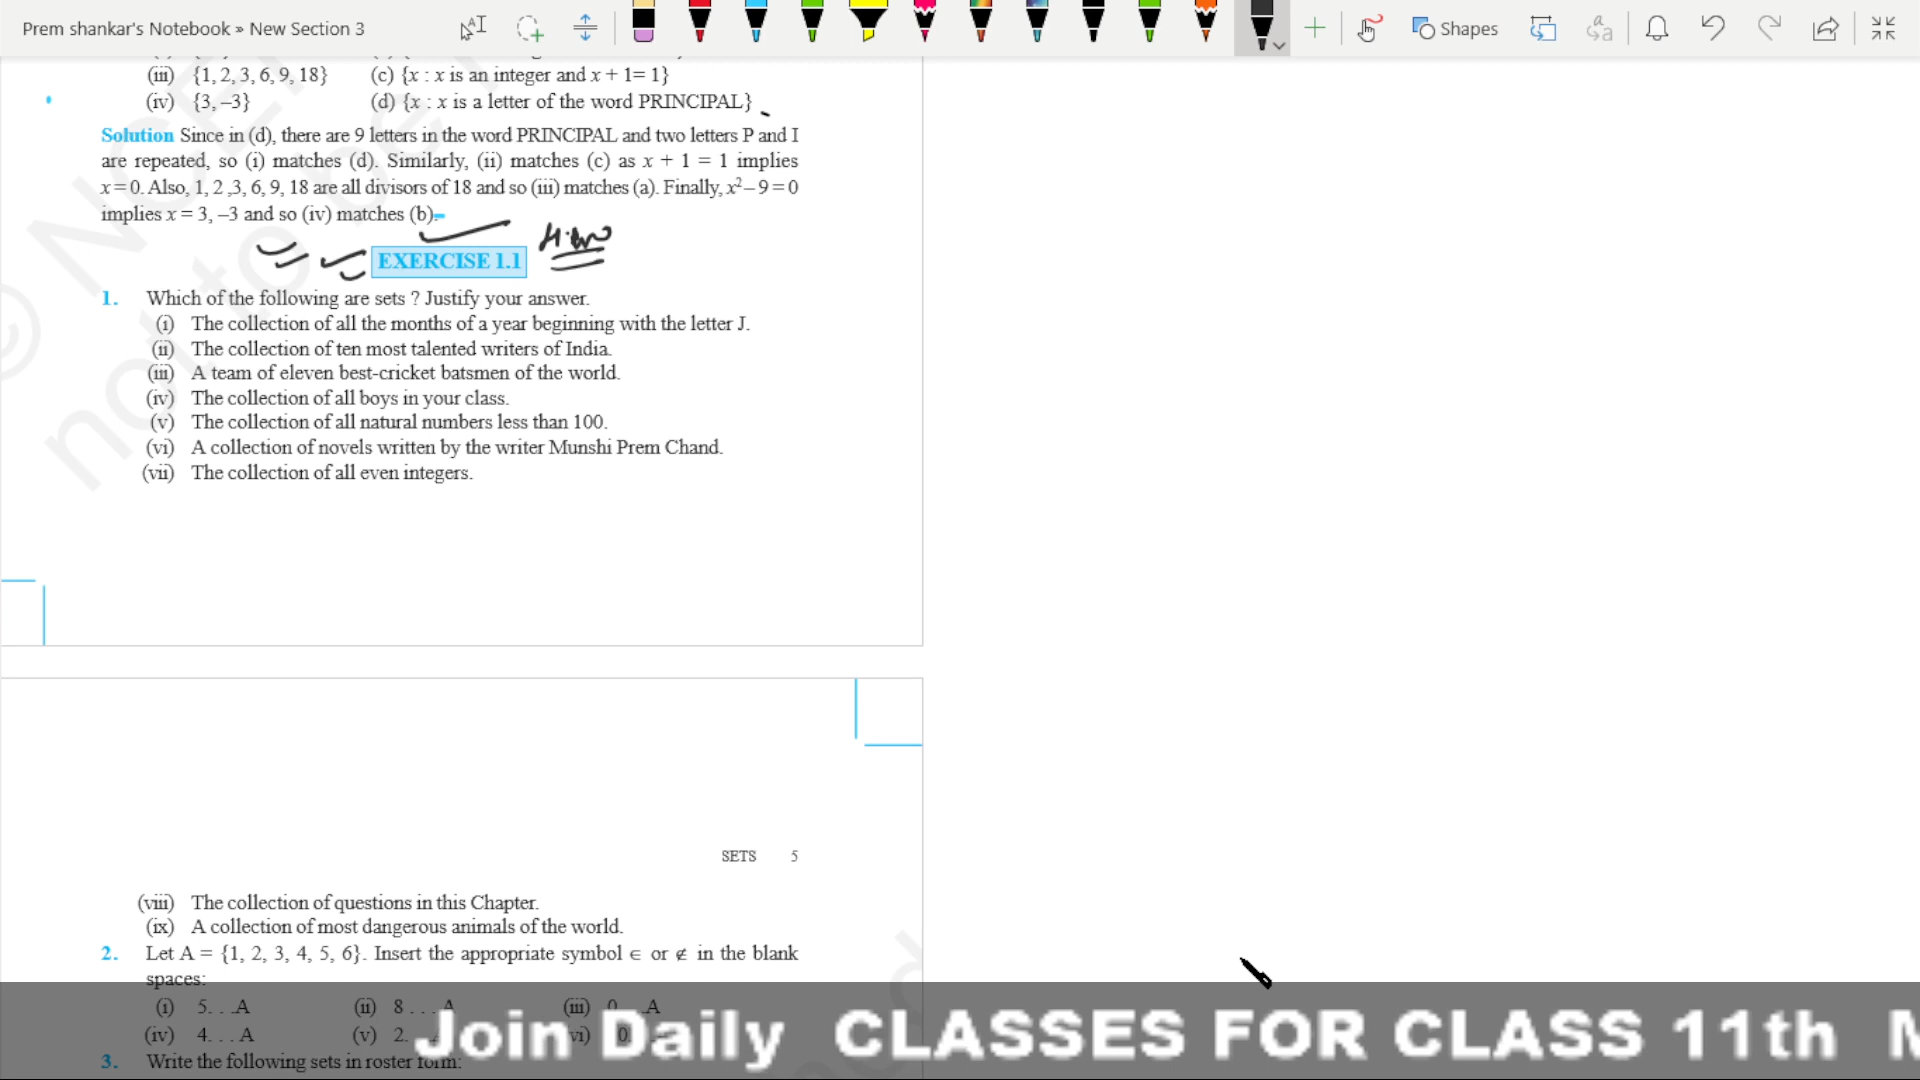 Prem shankar's Notebook » New Section 3
Shapes
(iii) {1, 2, 3, 6, 9, 18} (c) {x : x is an integer and x + 1= 1}
(iv) {3, –3} (d) {x : x is a letter of the word PRINCIPAL}
Solution Since in (d), there are 9 letters in the word PRINCIPAL and two letters P and I
are repeated, so (i) matches (d). Similarly, (ii) matches (c) as x + 1 = 1 implies
x = 0. Also, 1, 2 ,3, 6, 9, 18 are all divisors of 18 and so (iii) matches (a). Finally, x² – 9 = 0
implies x = 3, –3 and so (iv) matches (b).
EXERCISE 1.1
1. Which of the following are sets ? Justify your answer.
(i) The collection of all the months of a year beginning with the letter J.
(ii) The collection of ten most talented writers of India.
(iii) A team of eleven best-cricket batsmen of the world.
(iv) The collection of all boys in your class.
(v) The collection of all natural numbers less than 100.
(vi) A collection of novels written by the writer Munshi Prem Chand.
(vii) The collection of all even integers.
SETS 5
(viii) The collection of questions in this Chapter.
(ix) A collection of most dangerous animals of the world.
2. Let A = {1, 2, 3, 4, 5, 6}. Insert the appropriate symbol ∈ or ∉ in the blank
spaces:
(i) 5. . .A (ii) 8 . . . A (iii) 0. . .A
(iv) 4. . . A (v) 2. vi) 0.
3. Write the following sets in roster form:
Join Daily CLASSES FOR CLASS 11th
© NCE
not to be